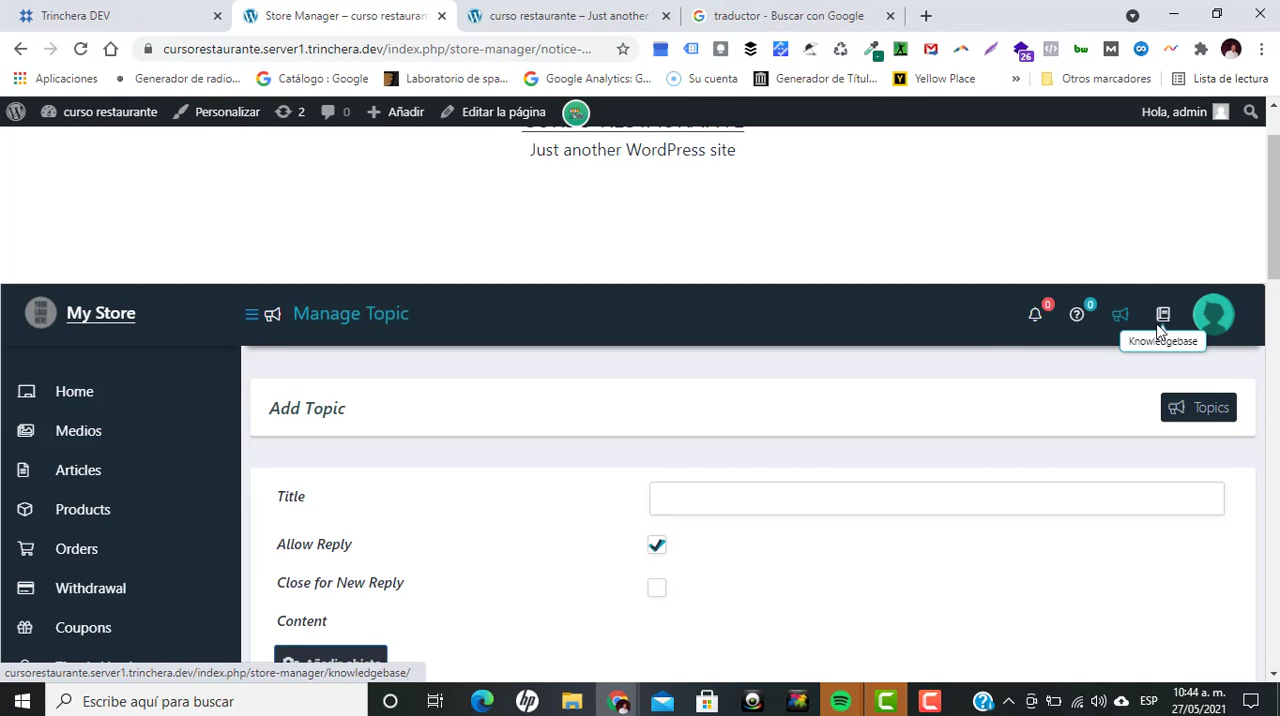 Trinchera DEV
Store Manager – curso restauran
curso restaurante – Just another
traductor - Buscar con Google
cursorestaurante.server1.trinchera.dev/index.php/store-manager/notice-...
26
Aplicaciones
Generador de radio...
Catálogo : Google
Laboratorio de spa...
Google Analytics: G...
Su cuenta
Generador de Títul...
Yellow Place
»
Otros marcadores
Lista de lectura
curso restaurante
Personalizar
2
0
Añadir
Editar la página
Hola, admin
Just another WordPress site
YOUR LOGO HERE
My Store
Manage Topic
0
0
Knowledgebase
Home
Add Topic
Topics
Medios
Articles
Title
Products
Allow Reply
Orders
Close for New Reply
Withdrawal
Content
Coupons
cursorestaurante.server1.trinchera.dev/index.php/store-manager/knowledgebase/
Escribe aquí para buscar
ESP
10:44 a. m.
27/05/2021